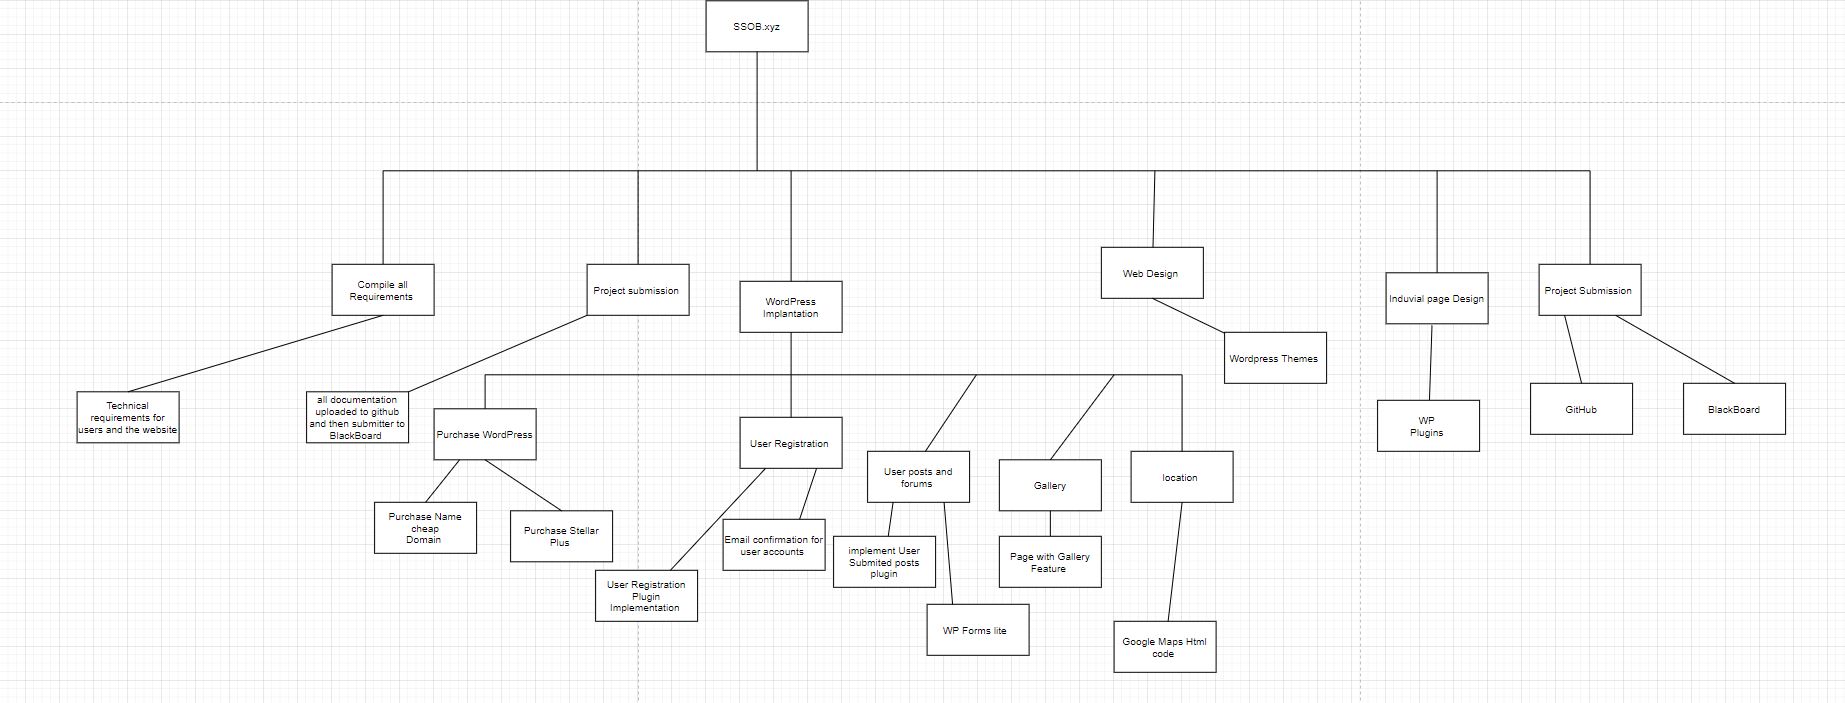 SSOB.xyz
Compile all
Requirements
Project submission
WordPress
Implantation
Web Design
Induvial page Design
Project Submission
Wordpress Themes
Technical
requirements for
users and the website
all documentation
uploaded to github
and then submitter to
BlackBoard
Purchase WordPress
User Registration
User posts and
forums
Gallery
location
WP
Plugins
GitHub
BlackBoard
Purchase Name
cheap
Domain
Purchase Stellar
Plus
Email confirmation for
user accounts
implement User
Submited posts
plugin
Page with Gallery
Feature
User Registration
Plugin
Implementation
WP Forms lite
Google Maps Html
code